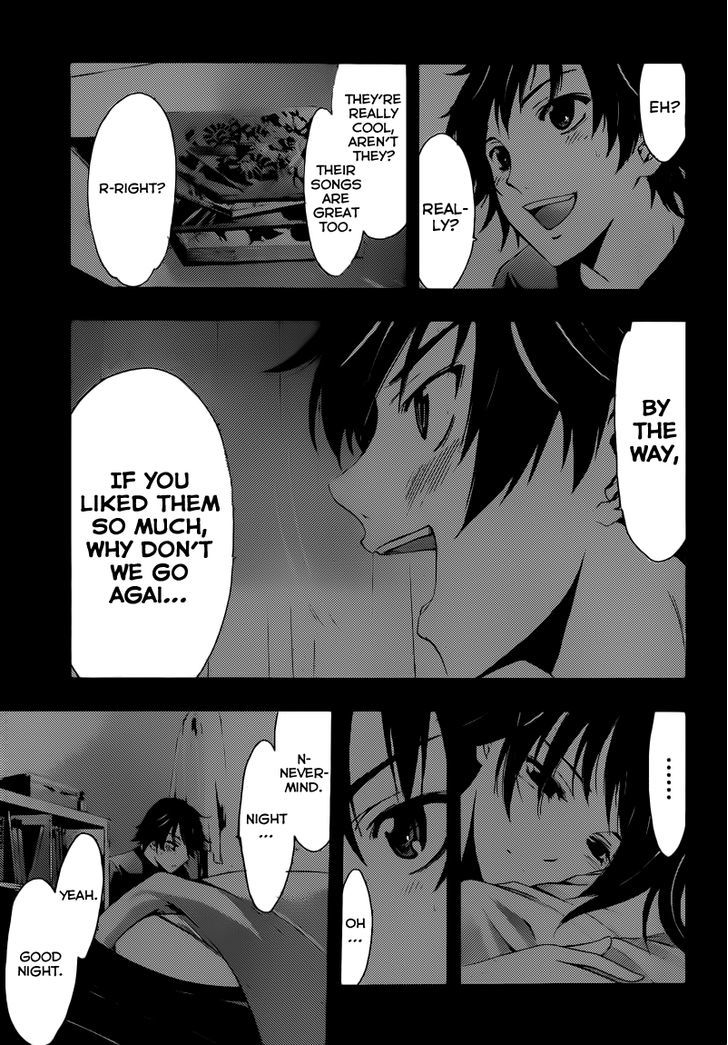 EH?
REAL-
LY?
THEY'RE
REALLY
COOL,
AREN'T
THEY?
THEIR
SONGS
ARE
GREAT
TOO.
R-RIGHT?
BY
THE
WAY,
IF YOU
LIKED THEM
SO MUCH,
WHY DON'T
WE GO
AGAI...
......
OH
...
N-
NEVER-
MIND.
NIGHT
...
YEAH.
GOOD
NIGHT.